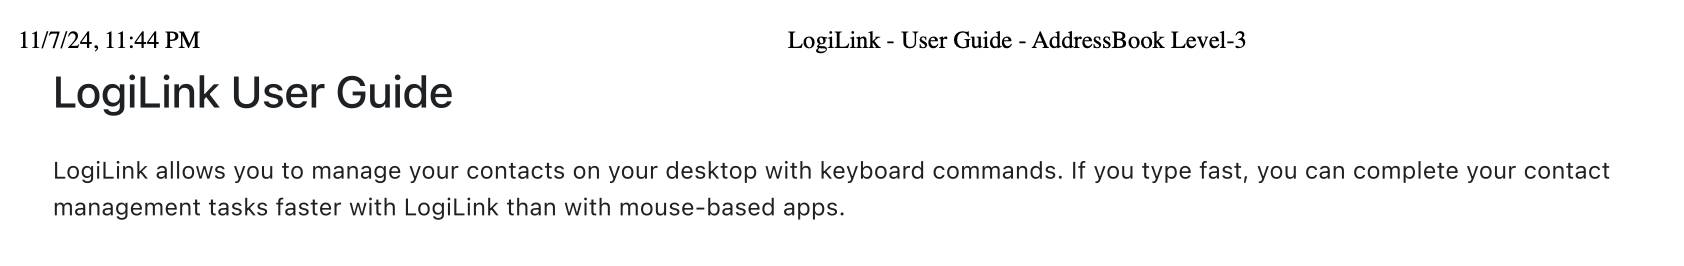 11/7/24, 11:44 PM LogiLink - User Guide - AddressBook Level-3
LogiLink User Guide
LogiLink allows you to manage your contacts on your desktop with keyboard commands. If you type fast, you can complete your contact
management tasks faster with LogiLink than with mouse-based apps.